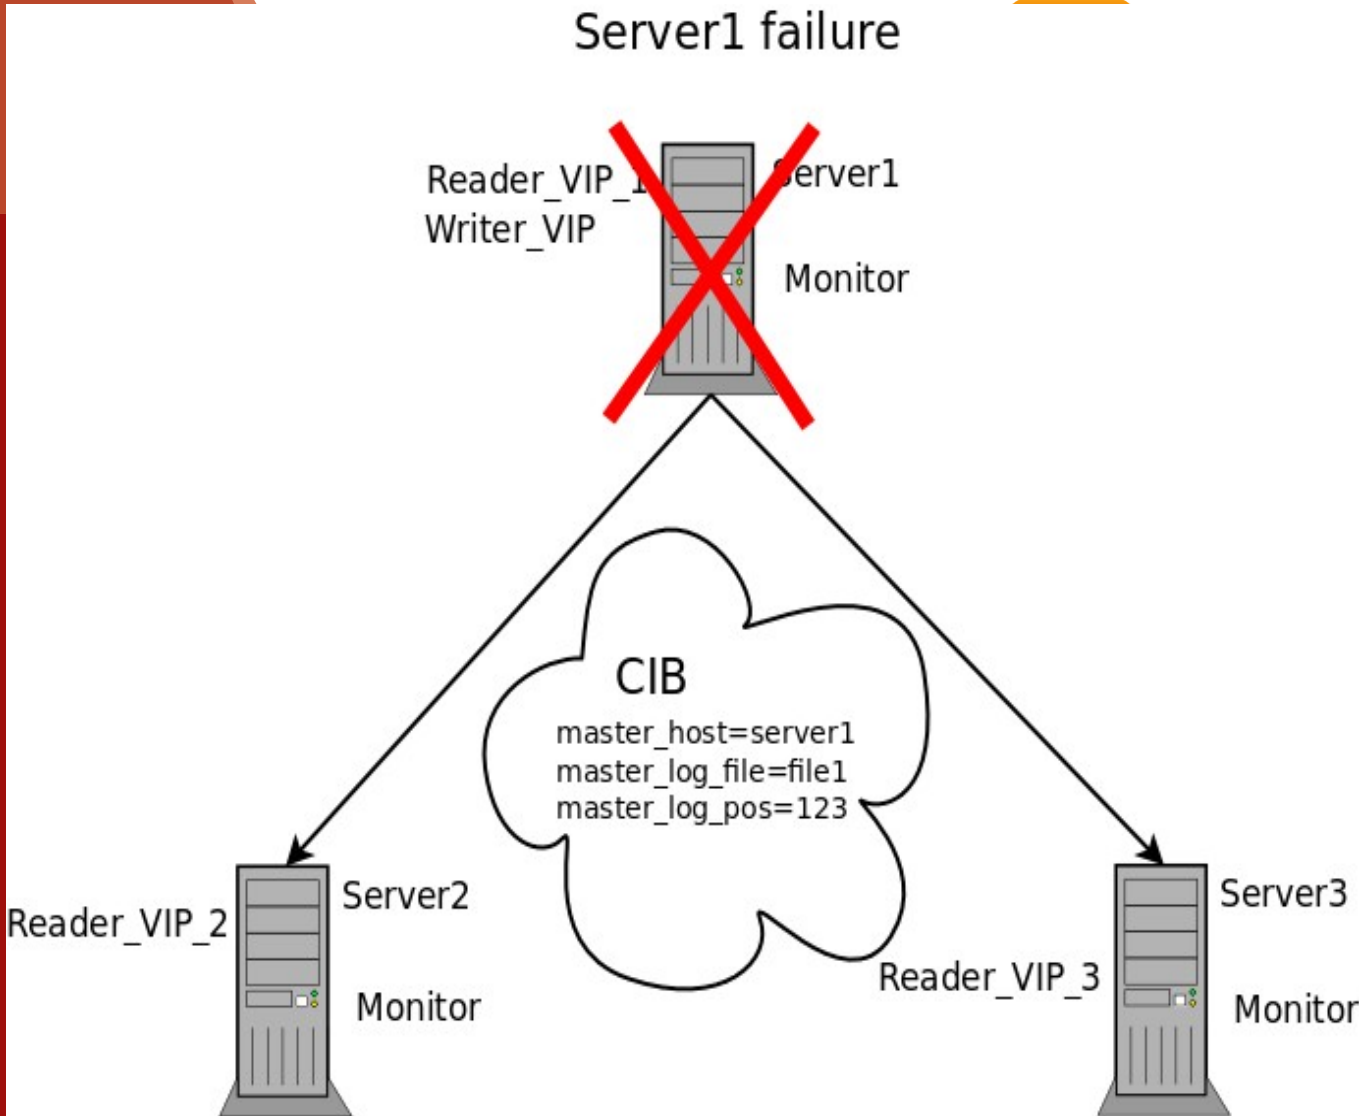 Server1 failure
Reader_VIP_1
Writer_VIP
Server1
Monitor
CIB
master_host=server1
master_log_file=file1
master_log_pos=123
Reader_VIP_2
Server2
Monitor
Reader_VIP_3
Server3
Monitor